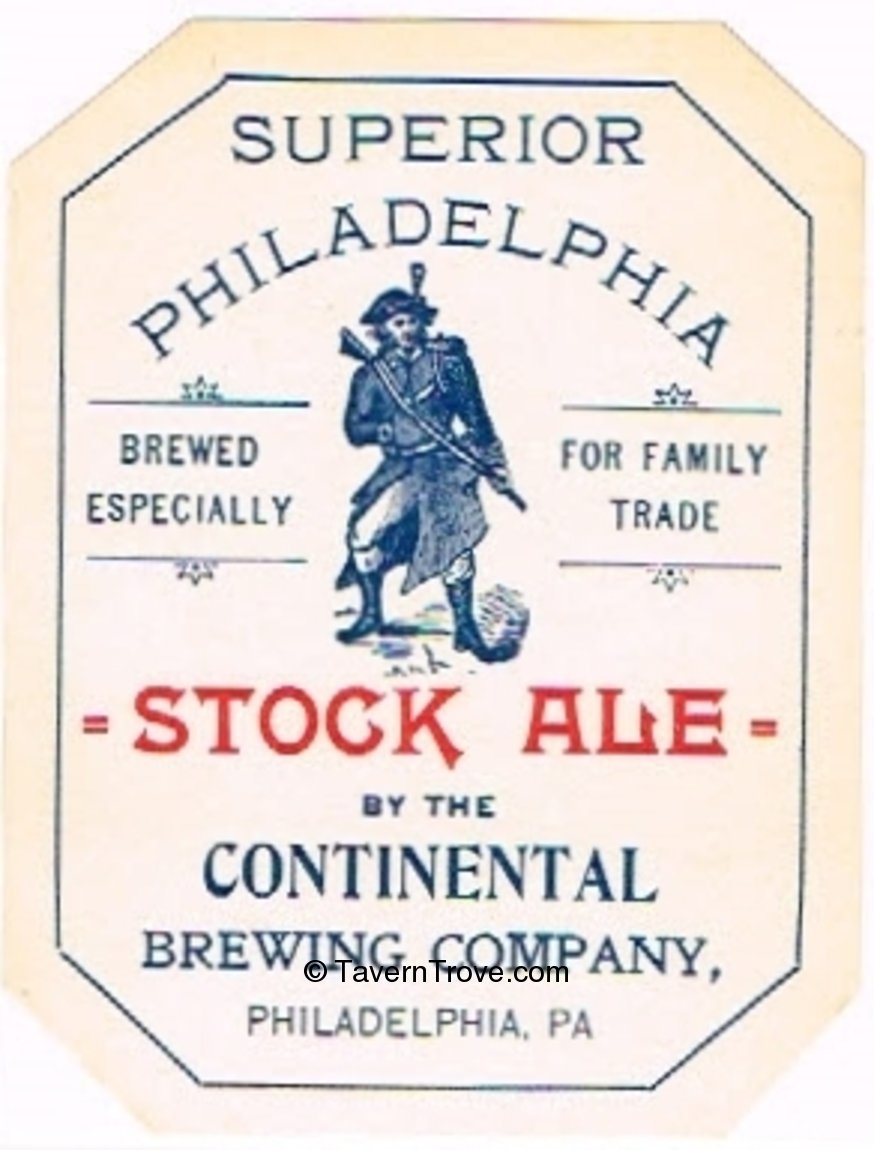 SUPERIOR
PHILADELPHIA
BREWED
ESPECIALLY
FOR FAMILY
TRADE
- STOCK ALE -
BY THE
CONTINENTAL
BREWING COMPANY,
© TavernTrove.com
PHILADELPHIA, PA